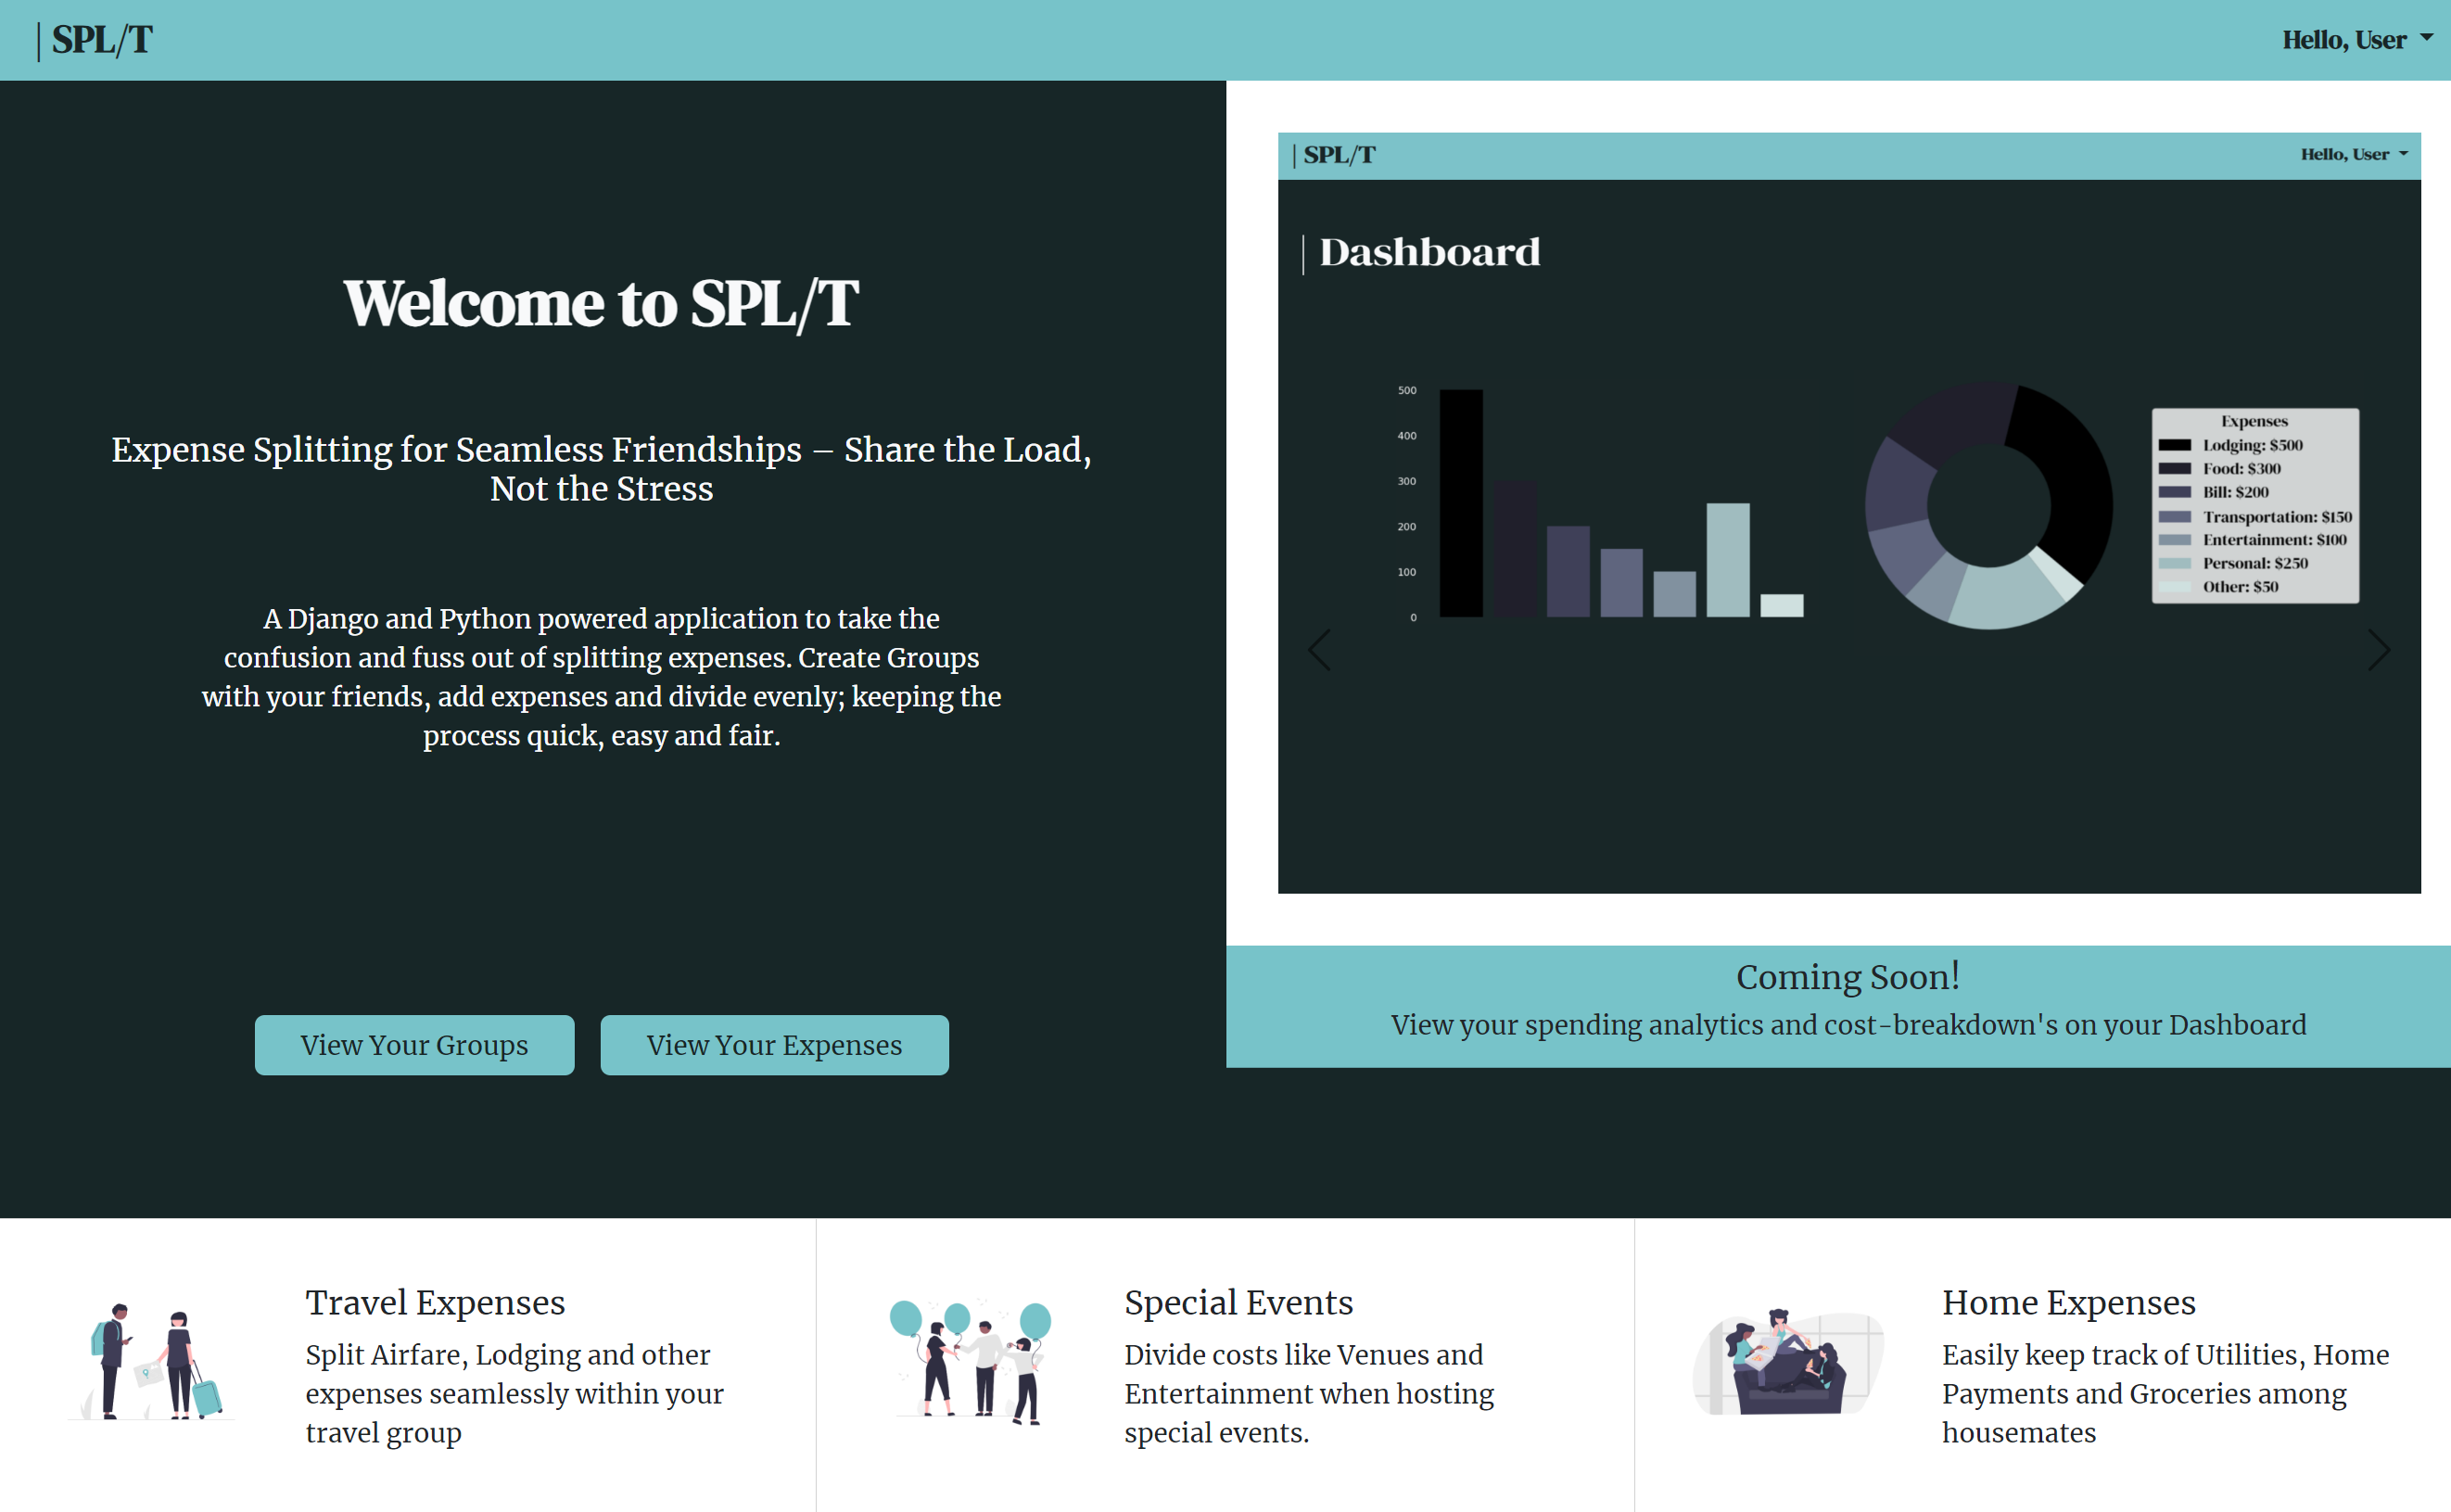 | SPL/T
Hello, User
Welcome to SPL/T
Expense Splitting for Seamless Friendships – Share the Load,
Not the Stress
A Django and Python powered application to take the
confusion and fuss out of splitting expenses. Create Groups
with your friends, add expenses and divide evenly; keeping the
process quick, easy and fair.
View Your Groups
View Your Expenses
| SPL/T
Hello, User
| Dashboard
500
400
300
200
100
0
Expenses
Lodging: $500
Food: $300
Bill: $200
Transportation: $150
Entertainment: $100
Personal: $250
Other: $50
Coming Soon!
View your spending analytics and cost-breakdown's on your Dashboard
Travel Expenses
Split Airfare, Lodging and other
expenses seamlessly within your
travel group
Special Events
Divide costs like Venues and
Entertainment when hosting
special events.
Home Expenses
Easily keep track of Utilities, Home
Payments and Groceries among
housemates